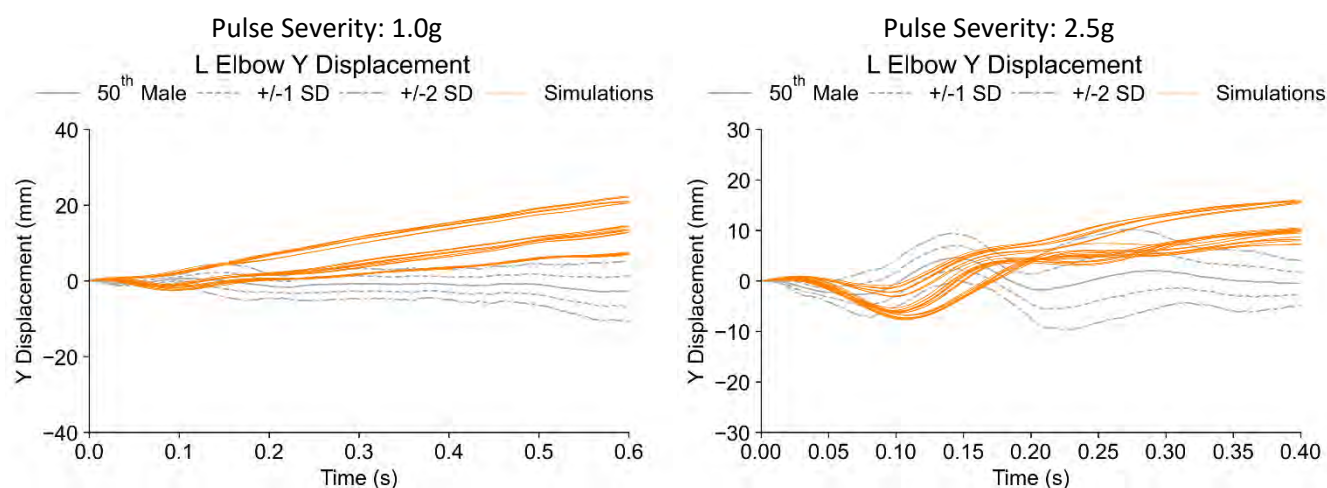 Pulse Severity: 1.0g
L Elbow Y Displacement
50th Male +/-1 SD +/-2 SD Simulations
40
20
0
−20
−40
Y Displacement (mm)
0.0 0.1 0.2 0.3 0.4 0.5 0.6
Time (s)
Pulse Severity: 2.5g
L Elbow Y Displacement
50th Male +/-1 SD +/-2 SD Simulations
30
20
10
0
−10
−20
−30
Y Displacement (mm)
0.00 0.05 0.10 0.15 0.20 0.25 0.30 0.35 0.40
Time (s)